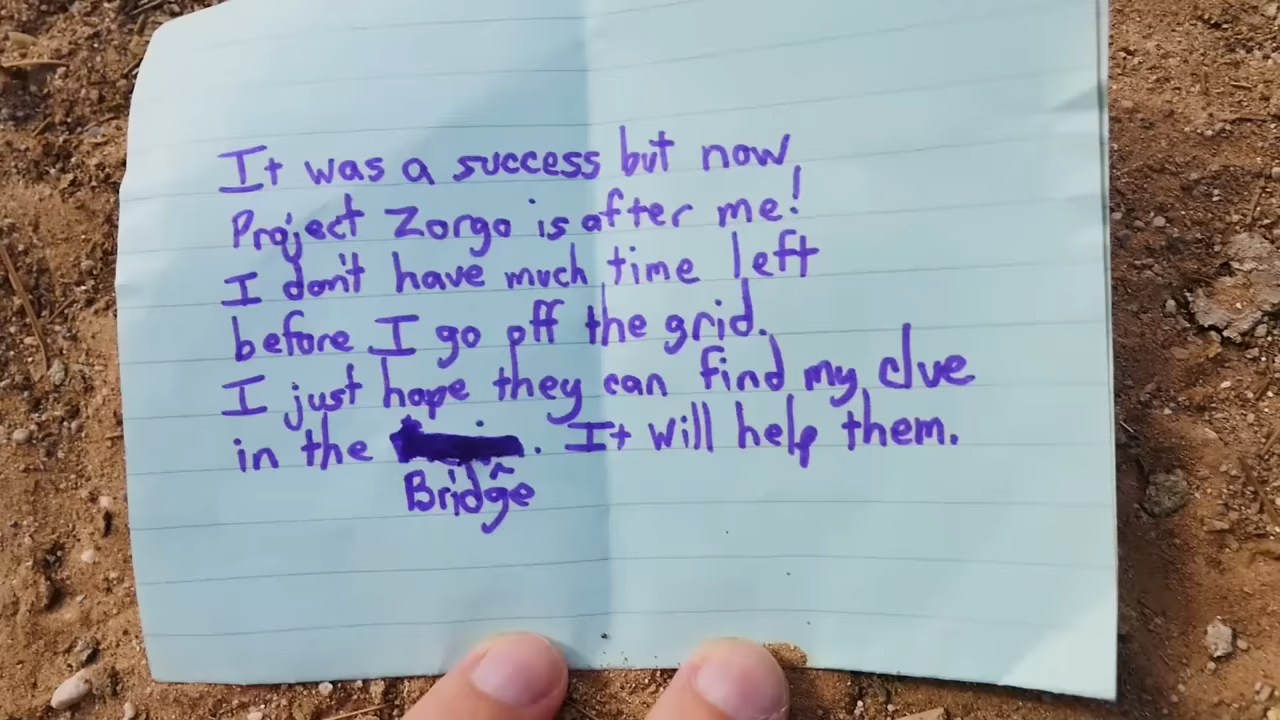 It was a success but now
Project Zorgo is after me!
I don't have much time left
before I go off the grid.
I just hope they can find my clue
in the . It will help them.
Bridge